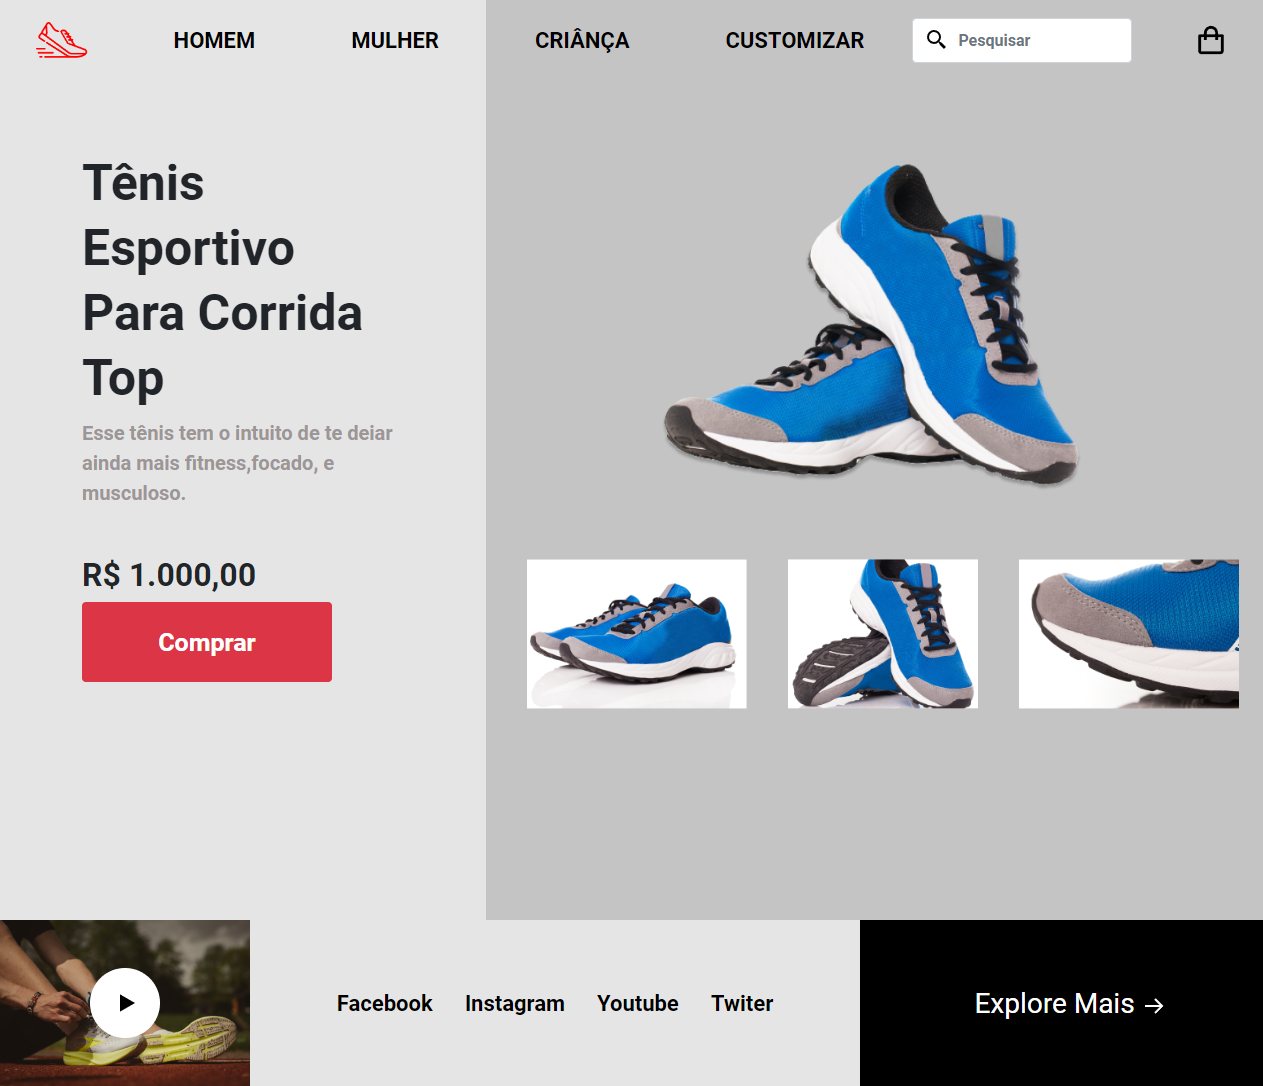 HOMEM MULHER CRIÂNÇA CUSTOMIZAR Pesquisar
Tênis
Esportivo
Para Corrida
Top
Esse tênis tem o intuito de te deiar
ainda mais fitness,focado, e
musculoso.
R$ 1.000,00
Comprar
Facebook Instagram Youtube Twiter
Explore Mais →